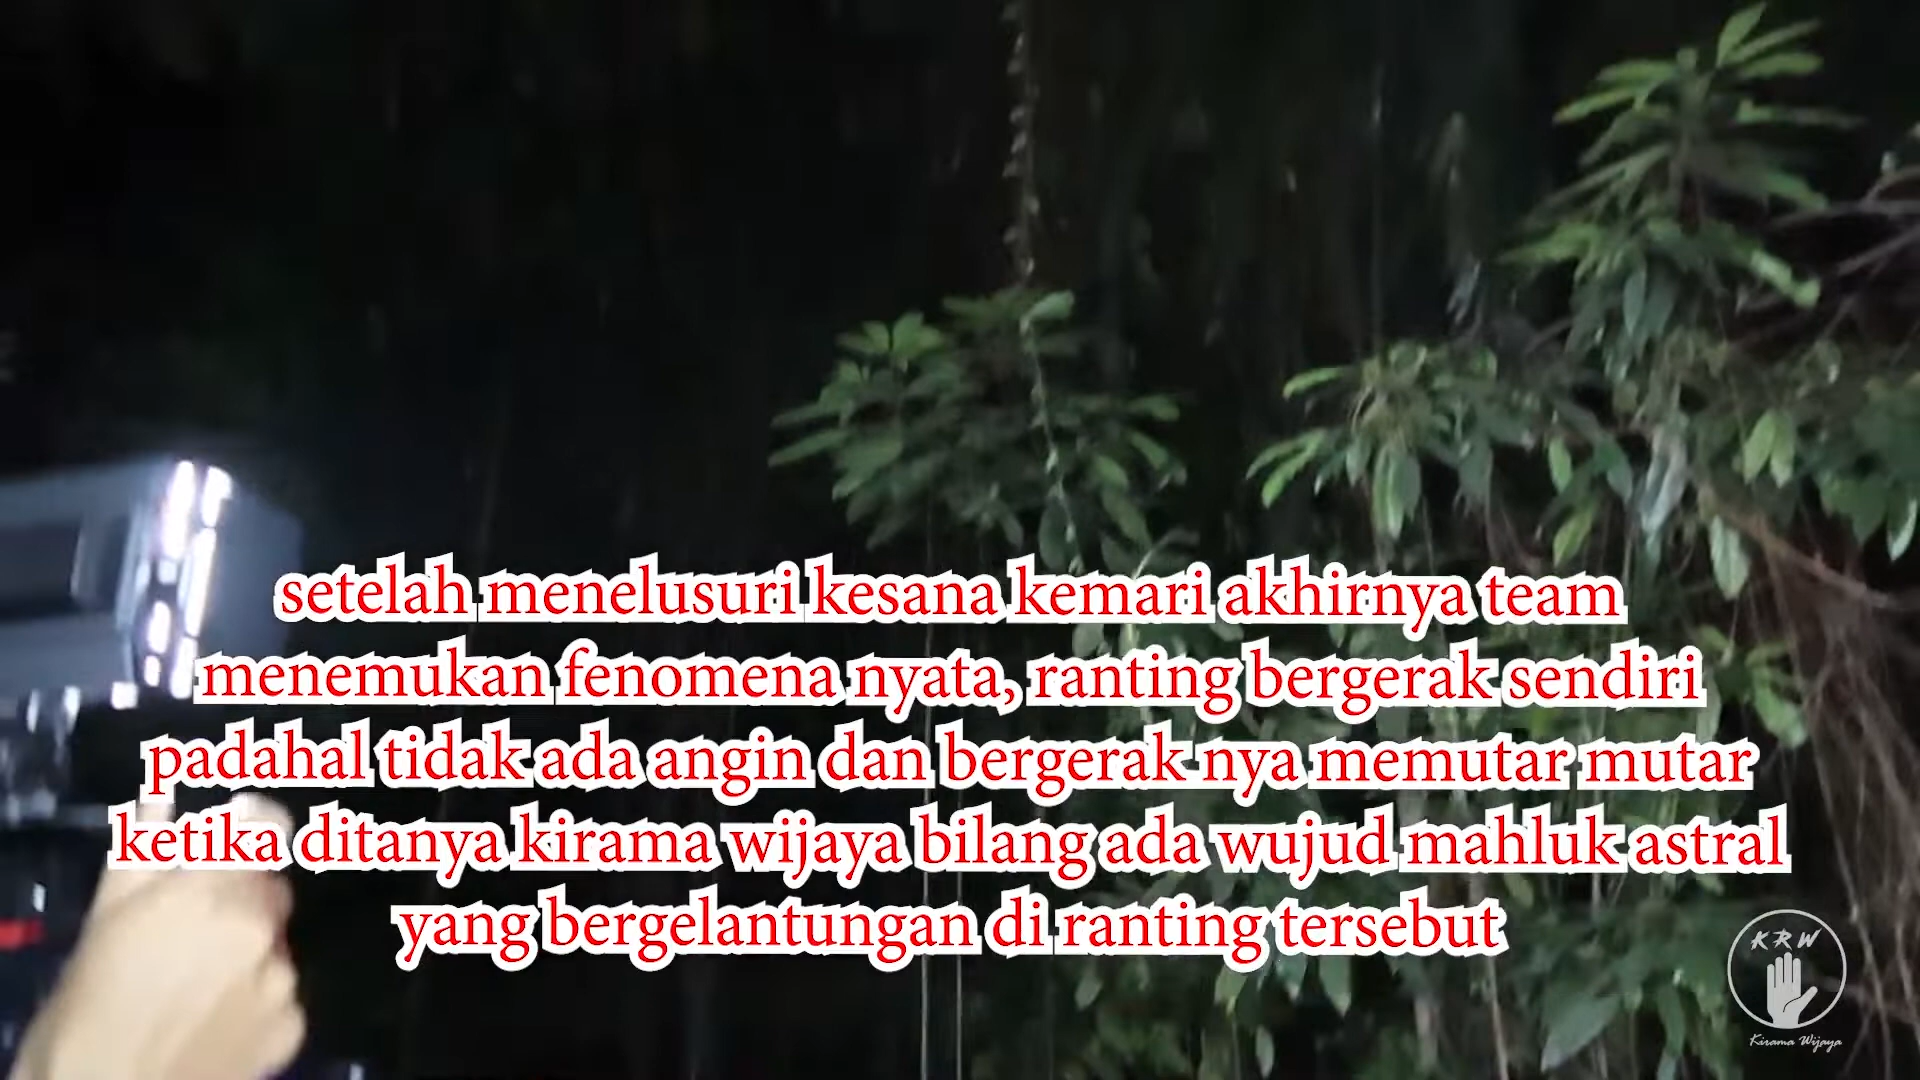 setelah menelusuri kesana kemari akhirnya team
menemukan fenomena nyata, ranting bergerak sendiri
padahal tidak ada angin dan bergerak nya memutar mutar
ketika ditanya kirama wijaya bilang ada wujud mahluk astral
yang bergelantungan di ranting tersebut
KRW
Kirama Wijaya